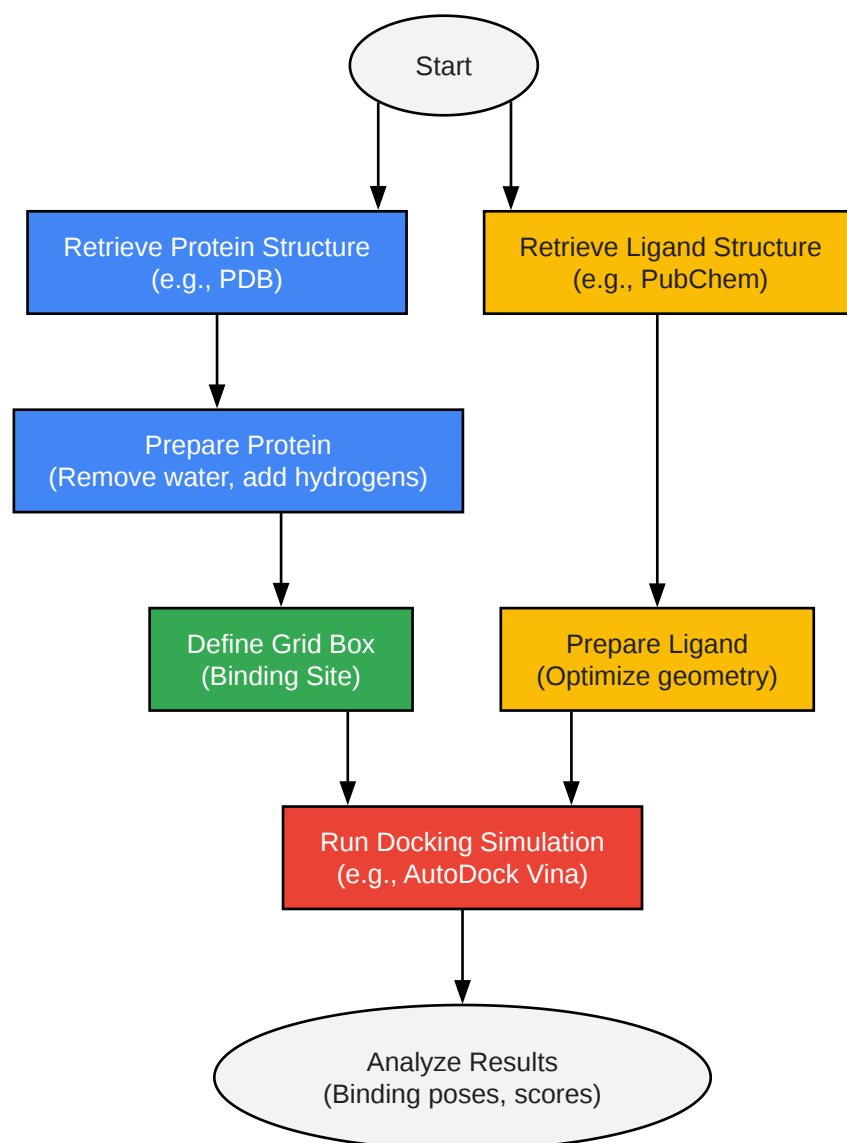 Start
Retrieve Protein Structure
(e.g., PDB)
Retrieve Ligand Structure
(e.g., PubChem)
Prepare Protein
(Remove water, add hydrogens)
Define Grid Box
(Binding Site)
Prepare Ligand
(Optimize geometry)
Run Docking Simulation
(e.g., AutoDock Vina)
Analyze Results
(Binding poses, scores)